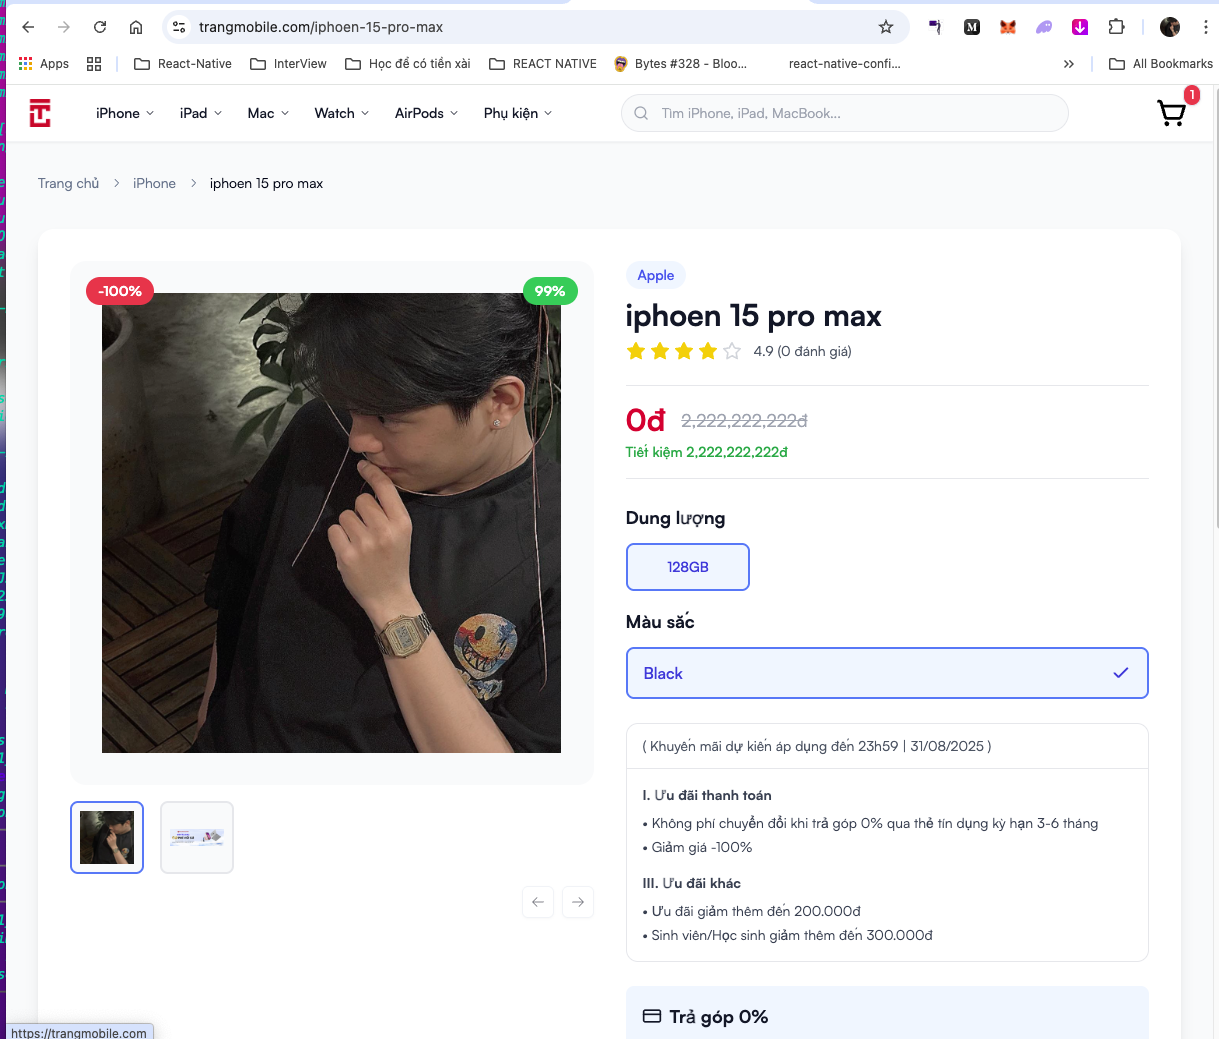 trangmobile.com/iphoen-15-pro-max
Apps
React-Native
InterView
Học để có tiền xài
REACT NATIVE
Bytes #328 - Bloo...
react-native-confi...
All Bookmarks
iPhone
iPad
Mac
Watch
AirPods
Phụ kiện
Tìm iPhone, iPad, MacBook...
1
Trang chủ
iPhone
iphoen 15 pro max
-100%
99%
Apple
iphoen 15 pro max
4.9 (0 đánh giá)
0đ 2,222,222,222đ
Tiết kiệm 2,222,222,222đ
Dung lượng
128GB
Màu sắc
Black
( Khuyến mãi dự kiến áp dụng đến 23h59 | 31/08/2025 )
I. Ưu đãi thanh toán
• Không phí chuyển đổi khi trả góp 0% qua thẻ tín dụng kỳ hạn 3-6 tháng
• Giảm giá -100%
III. Ưu đãi khác
• Ưu đãi giảm thêm đến 200.000đ
• Sinh viên/Học sinh giảm thêm đến 300.000đ
Trả góp 0%
https://trangmobile.com